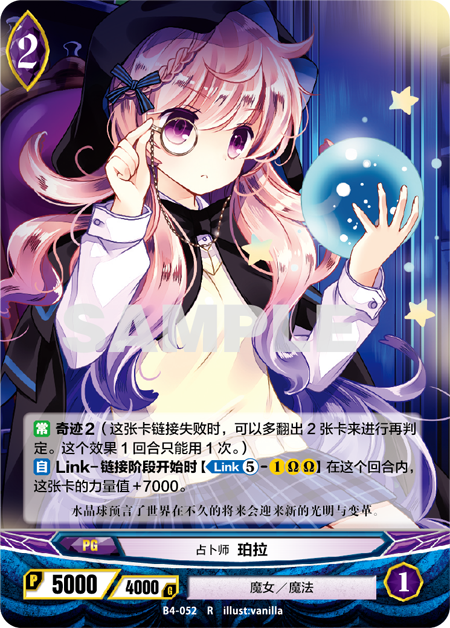 2
SAMPLE
常 奇迹2（这张卡链接失败时，可以多翻出2张卡来进行再判
定。这个效果1回合只能用1次。）
自 Link-链接阶段开始时【Link 5-1ΩΩ】在这个回合内，
这张卡的力量值+7000。
水晶球预言了世界在不久的将来会迎来新的光明与变革。
PG 占卜师 珀拉
P 5000 / 4000 G 魔女／魔法 1
B4-052 R illust:vanilla